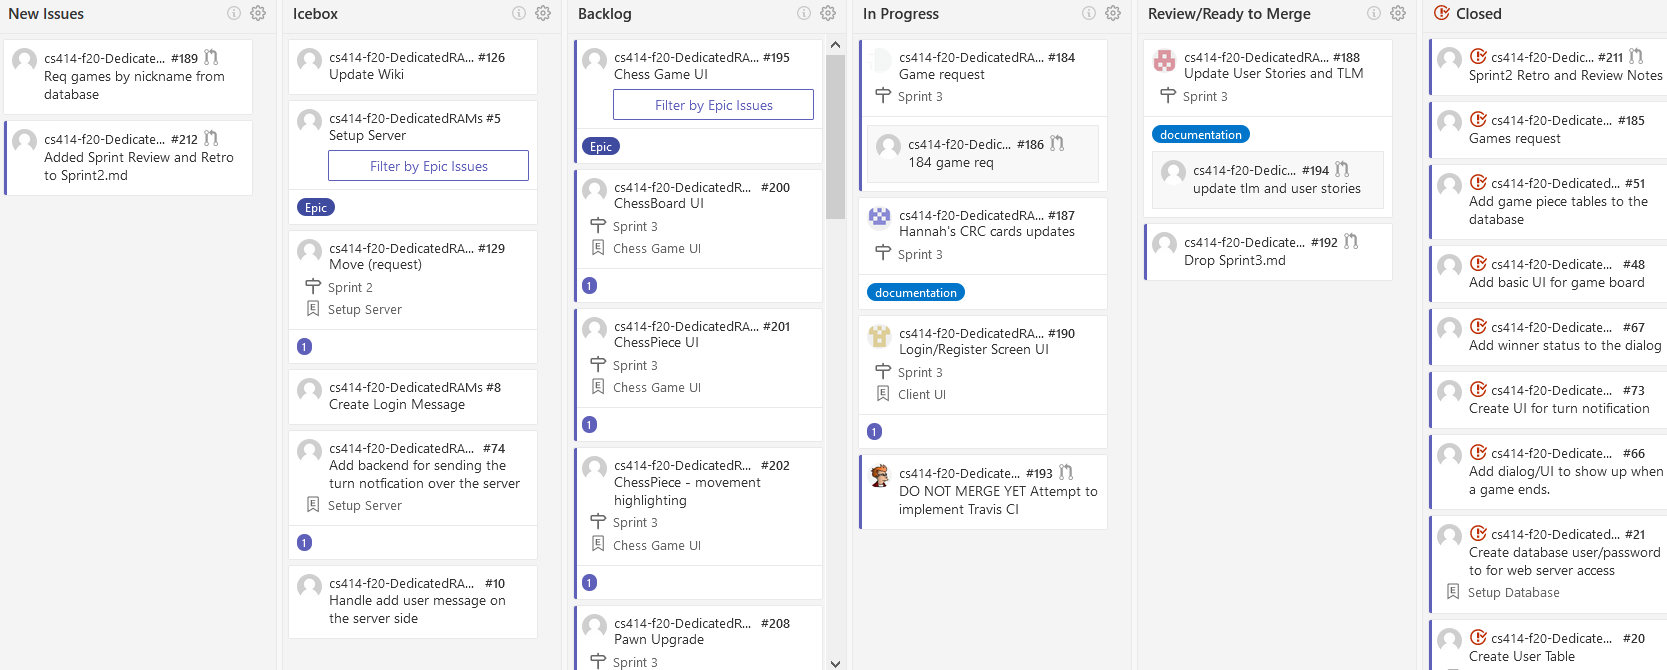 New Issues
cs414-f20-Dedicate... #189
Req games by nickname from
database
cs414-f20-Dedicate... #212
Added Sprint Review and Retro
to Sprint2.md
Icebox
cs414-f20-DedicatedRA... #126
Update Wiki
cs414-f20-DedicatedRAMs #5
Setup Server
Filter by Epic Issues
Epic
cs414-f20-DedicatedRA... #129
Move (request)
Sprint 2
Setup Server
1
cs414-f20-DedicatedRAMs #8
Create Login Message
cs414-f20-DedicatedRA... #74
Add backend for sending the
turn notfication over the server
Setup Server
1
cs414-f20-DedicatedRA... #10
Handle add user message on
the server side
Backlog
cs414-f20-DedicatedRA... #195
Chess Game UI
Filter by Epic Issues
Epic
cs414-f20-DedicatedR... #200
ChessBoard UI
Sprint 3
Chess Game UI
1
cs414-f20-DedicatedRA... #201
ChessPiece UI
Sprint 3
Chess Game UI
1
cs414-f20-DedicatedR... #202
ChessPiece - movement
highlighting
Sprint 3
Chess Game UI
1
cs414-f20-DedicatedR... #208
Pawn Upgrade
Sprint 3
In Progress
cs414-f20-DedicatedRA... #184
Game request
Sprint 3
cs414-f20-Dedic... #186
184 game req
cs414-f20-DedicatedRA... #187
Hannah's CRC cards updates
Sprint 3
documentation
cs414-f20-DedicatedRA... #190
Login/Register Screen UI
Sprint 3
Client UI
1
cs414-f20-Dedicate... #193
DO NOT MERGE YET Attempt to
implement Travis CI
Review/Ready to Merge
cs414-f20-DedicatedRA... #188
Update User Stories and TLM
Sprint 3
documentation
cs414-f20-Dedic... #194
update tlm and user stories
cs414-f20-Dedicate... #192
Drop Sprint3.md
Closed
cs414-f20-Dedic... #211
Sprint2 Retro and Review Notes
cs414-f20-Dedicate... #185
Games request
cs414-f20-Dedicated... #51
Add game piece tables to the
database
cs414-f20-Dedicate... #48
Add basic UI for game board
cs414-f20-Dedicate... #67
Add winner status to the dialog
cs414-f20-Dedicate... #73
Create UI for turn notification
cs414-f20-Dedicate... #66
Add dialog/UI to show up when
a game ends.
cs414-f20-Dedicated... #21
Create database user/password
to for web server access
Setup Database
cs414-f20-Dedicate... #20
Create User Table